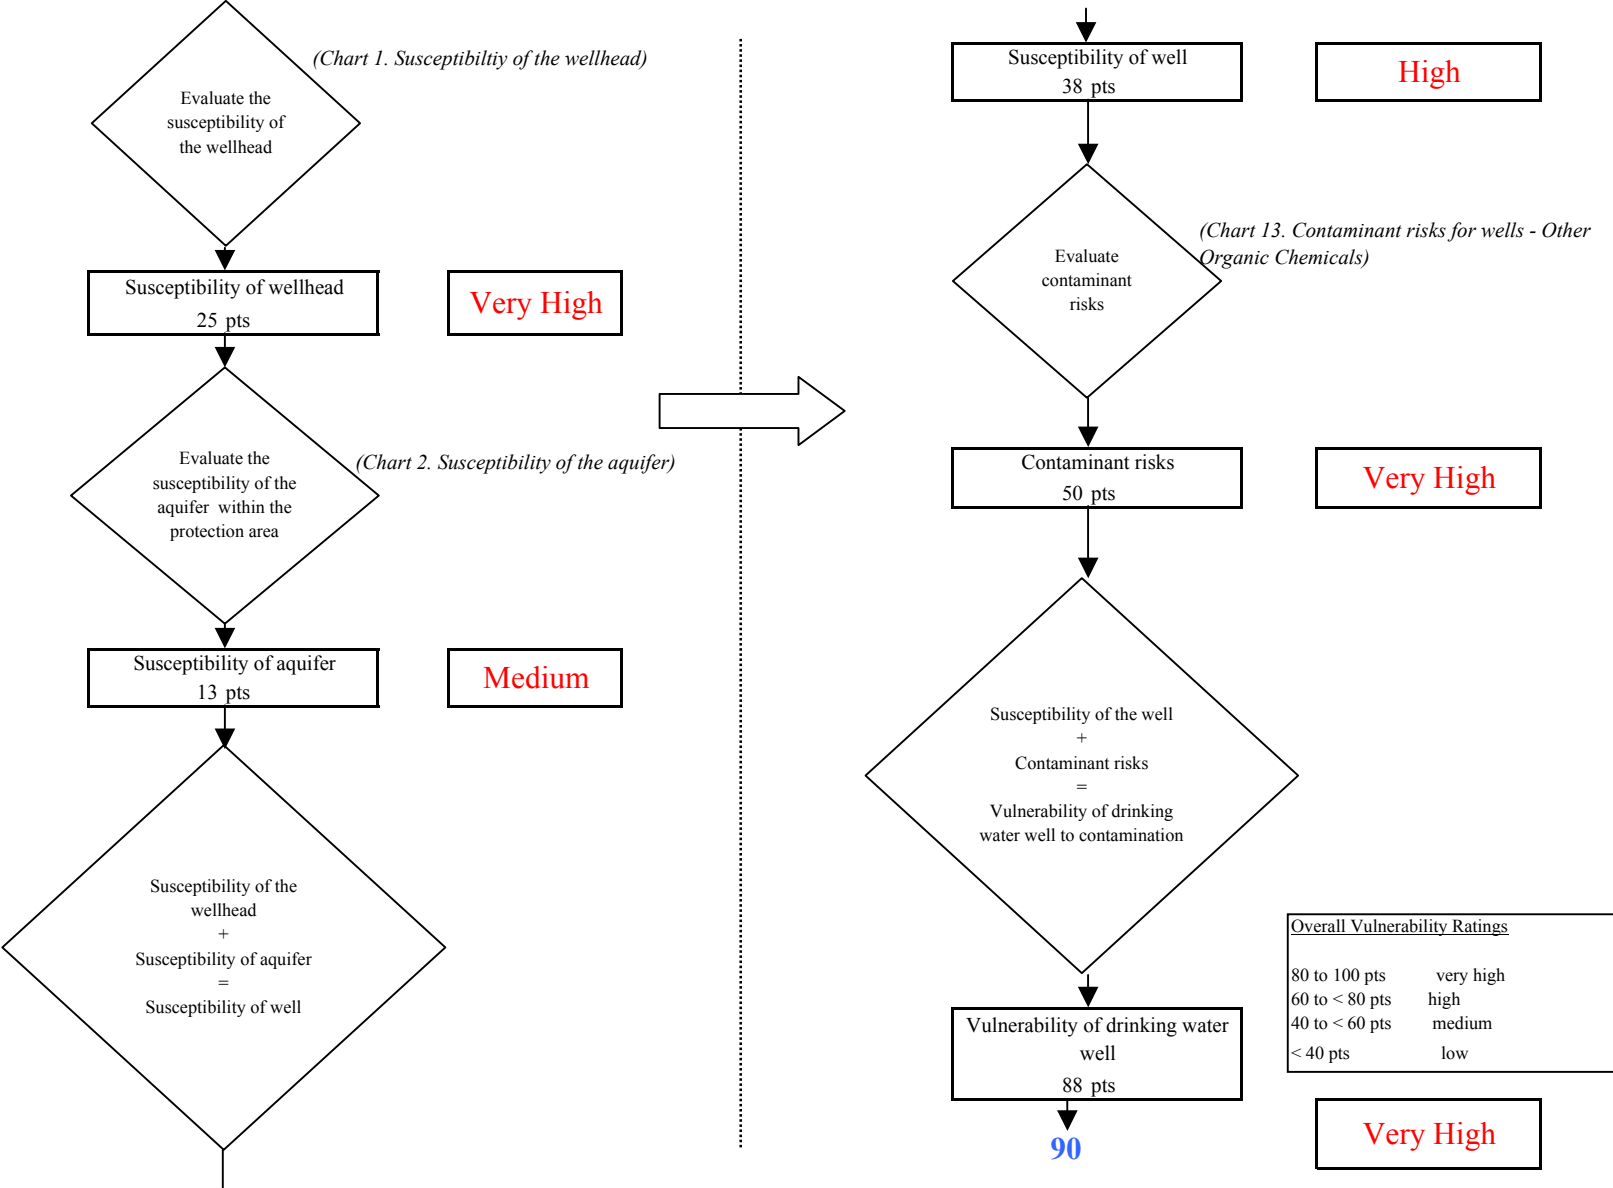 (Chart 1. Susceptibiltiy of the wellhead)
Evaluate the
susceptibility of
the wellhead
Susceptibility of wellhead
25 pts
Very High
Evaluate the
susceptibility of the
aquifer within the
protection area
(Chart 2. Susceptibility of the aquifer)
Susceptibility of aquifer
13 pts
Medium
Susceptibility of the
wellhead
+
Susceptibility of aquifer
=
Susceptibility of well
Susceptibility of well
38 pts
High
(Chart 13. Contaminant risks for wells - Other
Organic Chemicals)
Evaluate
contaminant
risks
Contaminant risks
50 pts
Very High
Susceptibility of the well
+
Contaminant risks
=
Vulnerability of drinking
water well to contamination
Overall Vulnerability Ratings
80 to 100 pts very high
60 to < 80 pts high
40 to < 60 pts medium
< 40 pts low
Vulnerability of drinking water
well
88 pts
90
Very High